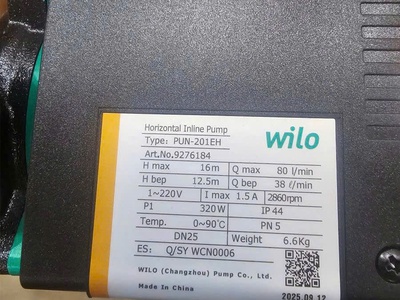 Horizontal Inline Pump
wilo
Type: PUN-201EH
Art.No.9276184
H max 16m Q max 80 l/min
H bep 12.5m Q bep 38 ℓ/min
1~220V I max 1.5 A 2860rpm
P1 320W IP 44
Temp. 0~90℃ PN 5
DN25 Weight 6.6Kg
ES: Q/SY WCN0006
WILO (Changzhou) Pump Co., Ltd.
Made In China
2025.09.12